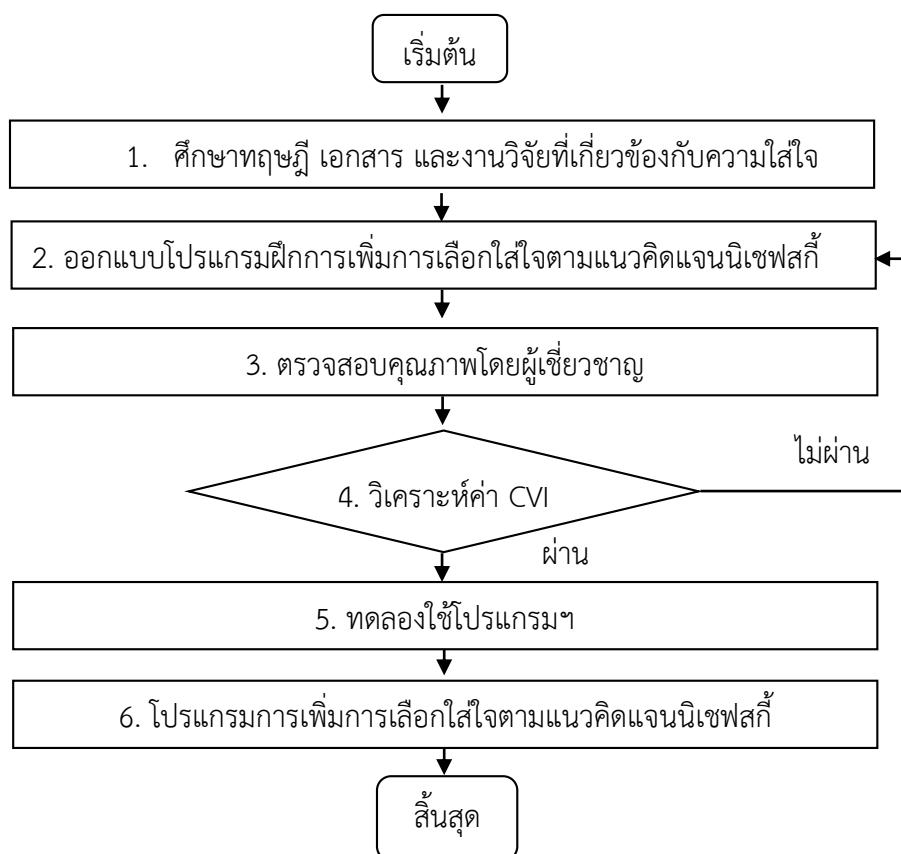 เริ่มต้น
1. ศึกษาทฤษฎี เอกสาร และงานวิจัยที่เกี่ยวข้องกับความใส่ใจ
2. ออกแบบโปรแกรมฝึกการเพิ่มการเลือกใส่ใจตามแนวคิดแจนนิเชฟสกี้
3. ตรวจสอบคุณภาพโดยผู้เชี่ยวชาญ
ไม่ผ่าน
4. วิเคราะห์ค่า CVI
ผ่าน
5. ทดลองใช้โปรแกรมฯ
6. โปรแกรมการเพิ่มการเลือกใส่ใจตามแนวคิดแจนนิเชฟสกี้
สิ้นสุด